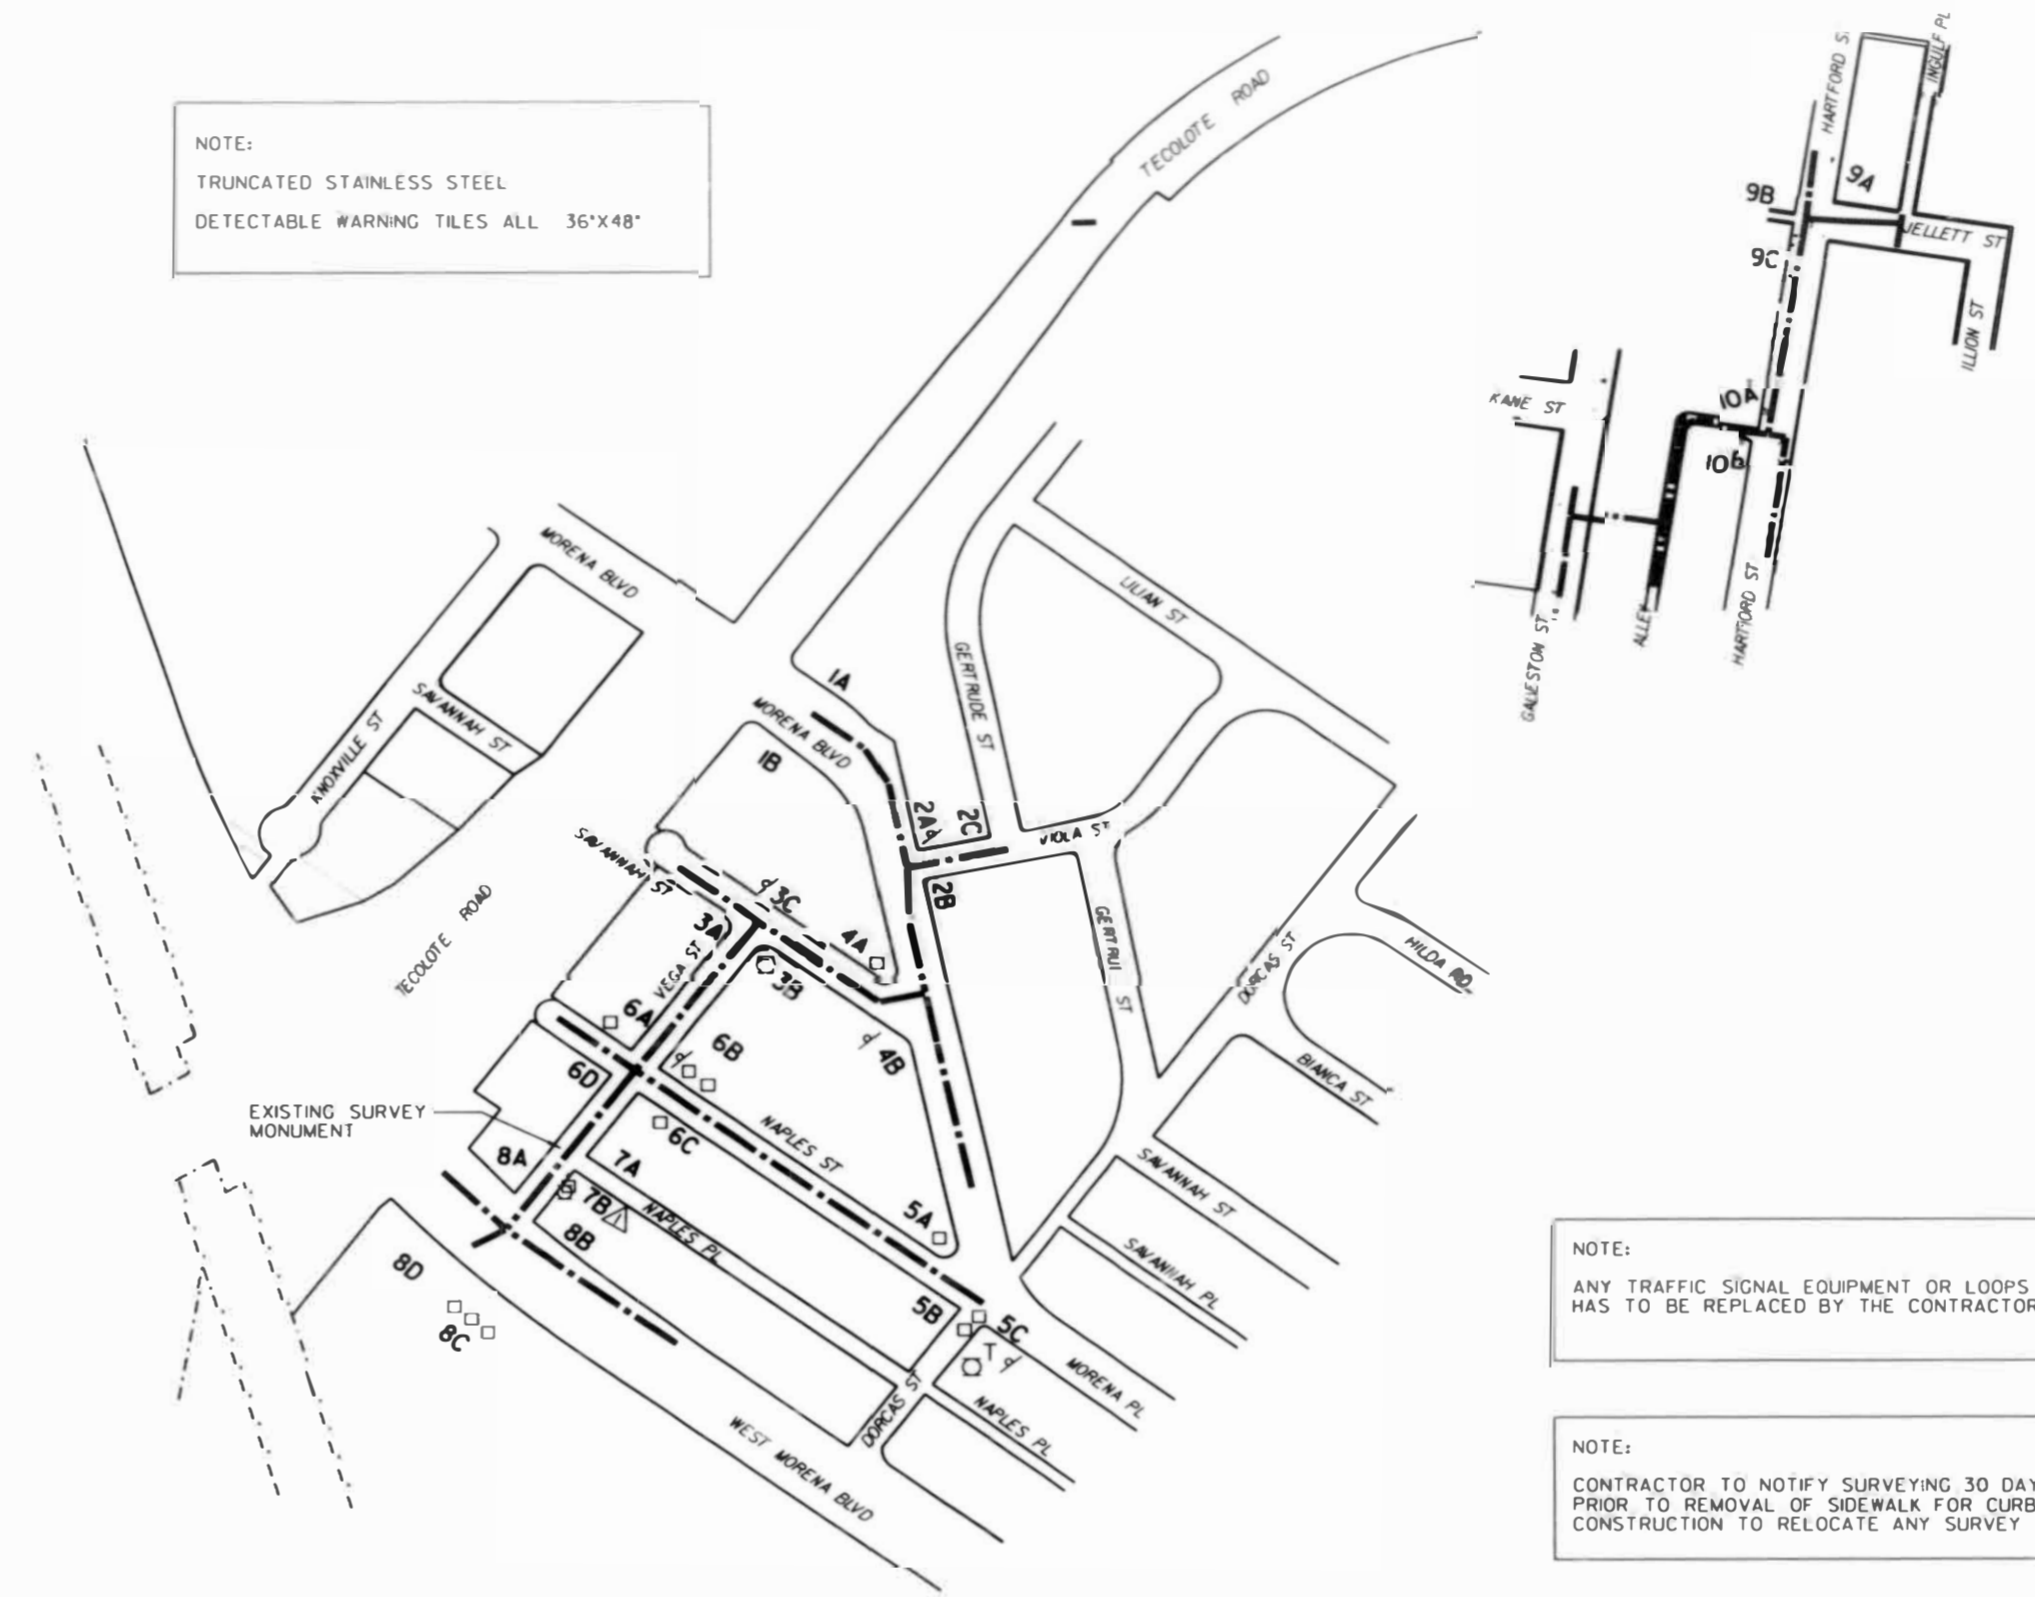 NOTE:
TRUNCATED STAINLESS STEEL
DETECTABLE WARNING TILES ALL 36"X48"
TECOLOTE ROAD
HARTFORD
INGULF PL
9A
9B
9C
JELLETT ST
ILLION ST
KANE ST
10A
10B
GALVESTON ST
ALLEY
HARTFORD ST
MORENA BLVD
SAVANNAH ST
KNOXVILLE ST
LILIAN ST
GERTRUDE ST
1A
MORENA BLVD
1B
2A
2C
VIOLA ST
2B
SAVANNAH ST
3C
3A
4A
VEGA ST
3B
TECOLOTE ROAD
GERTRU ST
DORCAS ST
HILDA RD
BIANCA ST
6A
6B
4B
6D
EXISTING SURVEY
MONUMENT
NAPLES ST
6C
8A
7A
7B
NAPLES PL
8B
5A
SAVANNAH ST
SAVANNAH PL
8D
8C
5B
5C
T
MORENA PL
NAPLES PL
DORCAS ST
WEST MORENA BLVD
NOTE:
ANY TRAFFIC SIGNAL EQUIPMENT OR LOOPS
HAS TO BE REPLACED BY THE CONTRACTOR
NOTE:
CONTRACTOR TO NOTIFY SURVEYING 30 DAY
PRIOR TO REMOVAL OF SIDEWALK FOR CURB
CONSTRUCTION TO RELOCATE ANY SURVEY